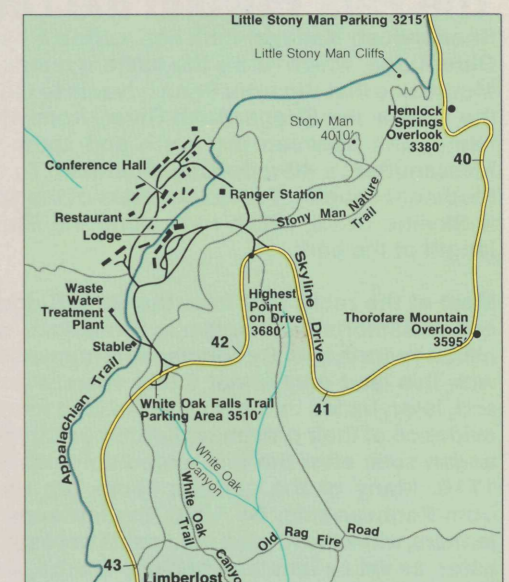 Little Stony Man Parking 3215'
Little Stony Man Cliffs
Hemlock
Springs
Overlook
3380'
Stony Man
4010'
40
Conference Hall
Ranger Station
Stony Man Nature
Trail
Restaurant
Lodge
Skyline Drive
Waste
Water
Treatment
Plant
Highest
Point
on Drive
3680'
Thorofare Mountain
Overlook
3595'
Stable
42
41
Appalachian Trail
White Oak Falls Trail
Parking Area 3510'
White Oak
Canyon
White Oak
Trail
Canyo
Old Rag Fire Road
43
Limberlost